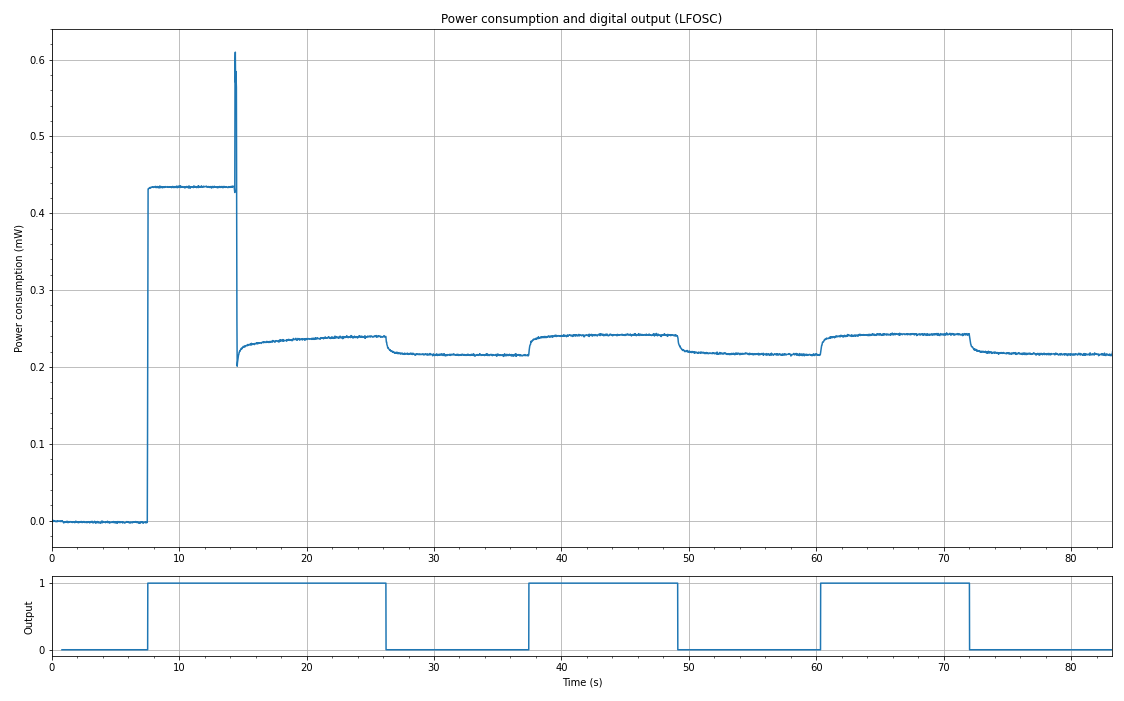 Power consumption and digital output (LFOSC)
0.6
0.5
0.4
0.3
0.2
0.1
0.0
Power consumption (mW)
0 10 20 30 40 50 60 70 80
1
0
Output
0 10 20 30 40 50 60 70 80
Time (s)